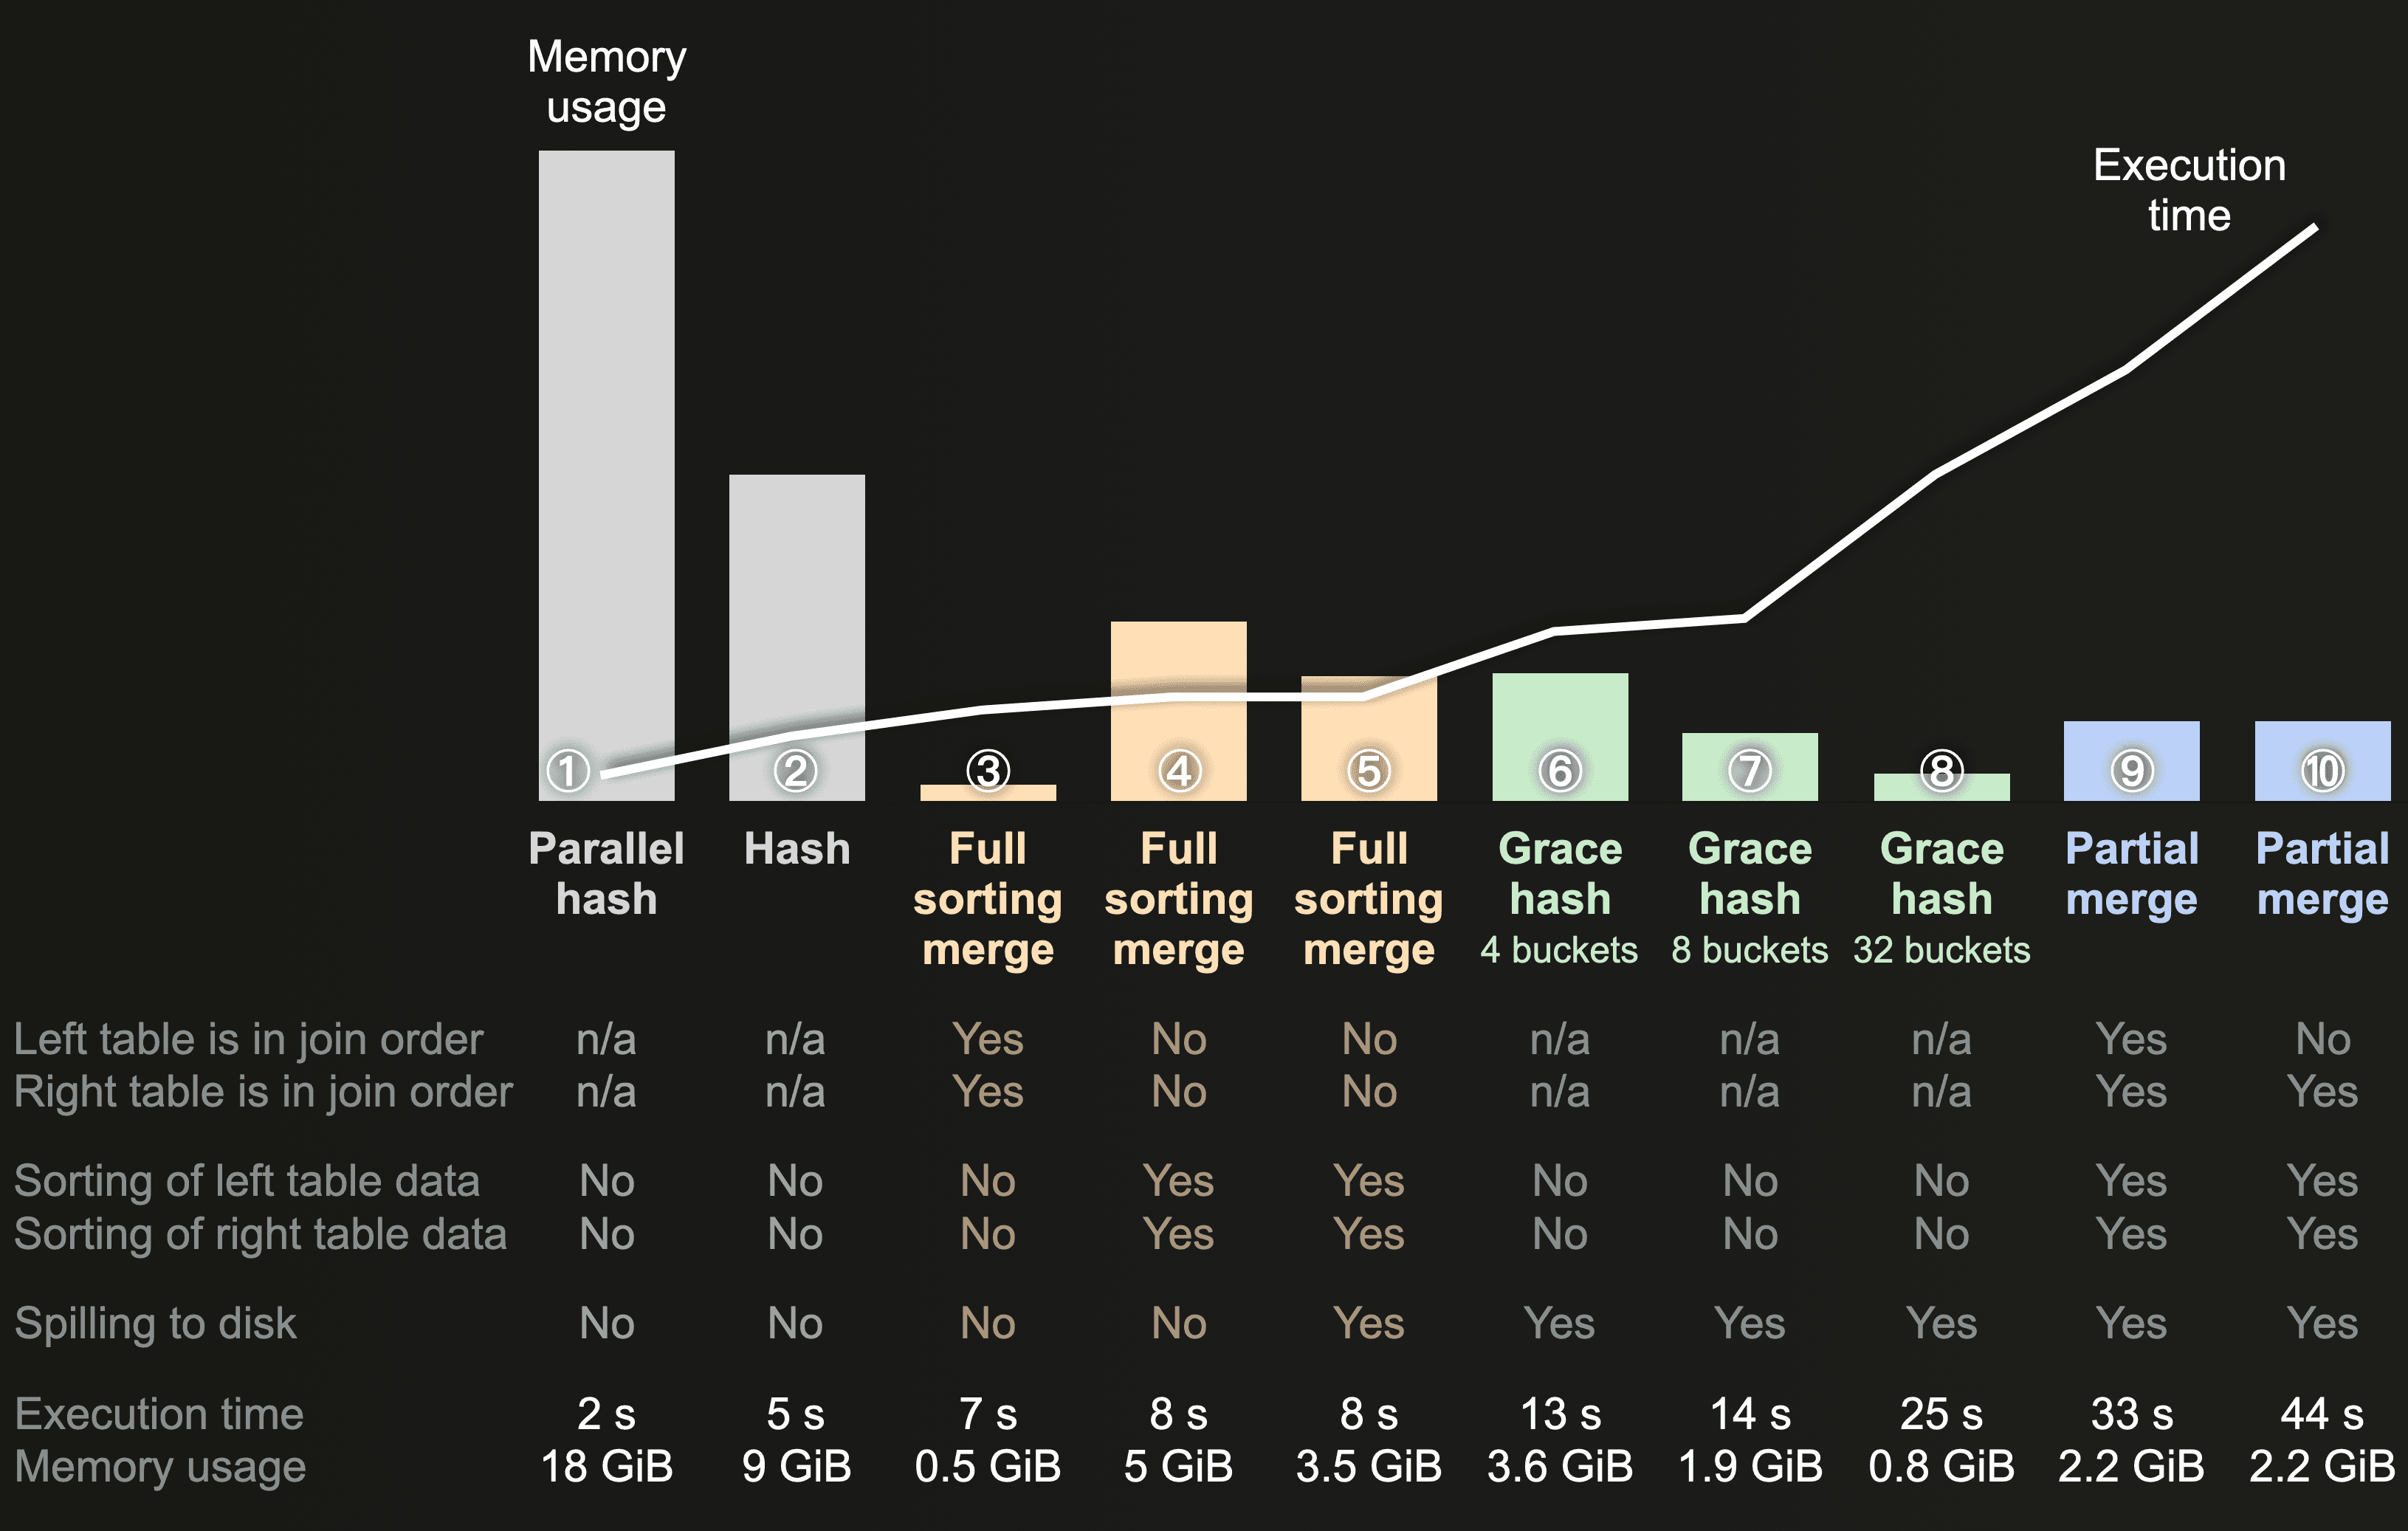 Memory
usage
Execution
time
① ② ③ ④ ⑤ ⑥ ⑦ ⑧ ⑨ ⑩
Parallel
hash
Hash
Full
sorting
merge
Full
sorting
merge
Full
sorting
merge
Grace
hash
4 buckets
Grace
hash
8 buckets
Grace
hash
32 buckets
Partial
merge
Partial
merge
Left table is in join order n/a n/a Yes No No n/a n/a n/a Yes No
Right table is in join order n/a n/a Yes No No n/a n/a n/a Yes Yes
Sorting of left table data No No No Yes Yes No No No Yes Yes
Sorting of right table data No No No Yes Yes No No No Yes Yes
Spilling to disk No No No No Yes Yes Yes Yes Yes Yes
Execution time 2 s 5 s 7 s 8 s 8 s 13 s 14 s 25 s 33 s 44 s
Memory usage 18 GiB 9 GiB 0.5 GiB 5 GiB 3.5 GiB 3.6 GiB 1.9 GiB 0.8 GiB 2.2 GiB 2.2 GiB